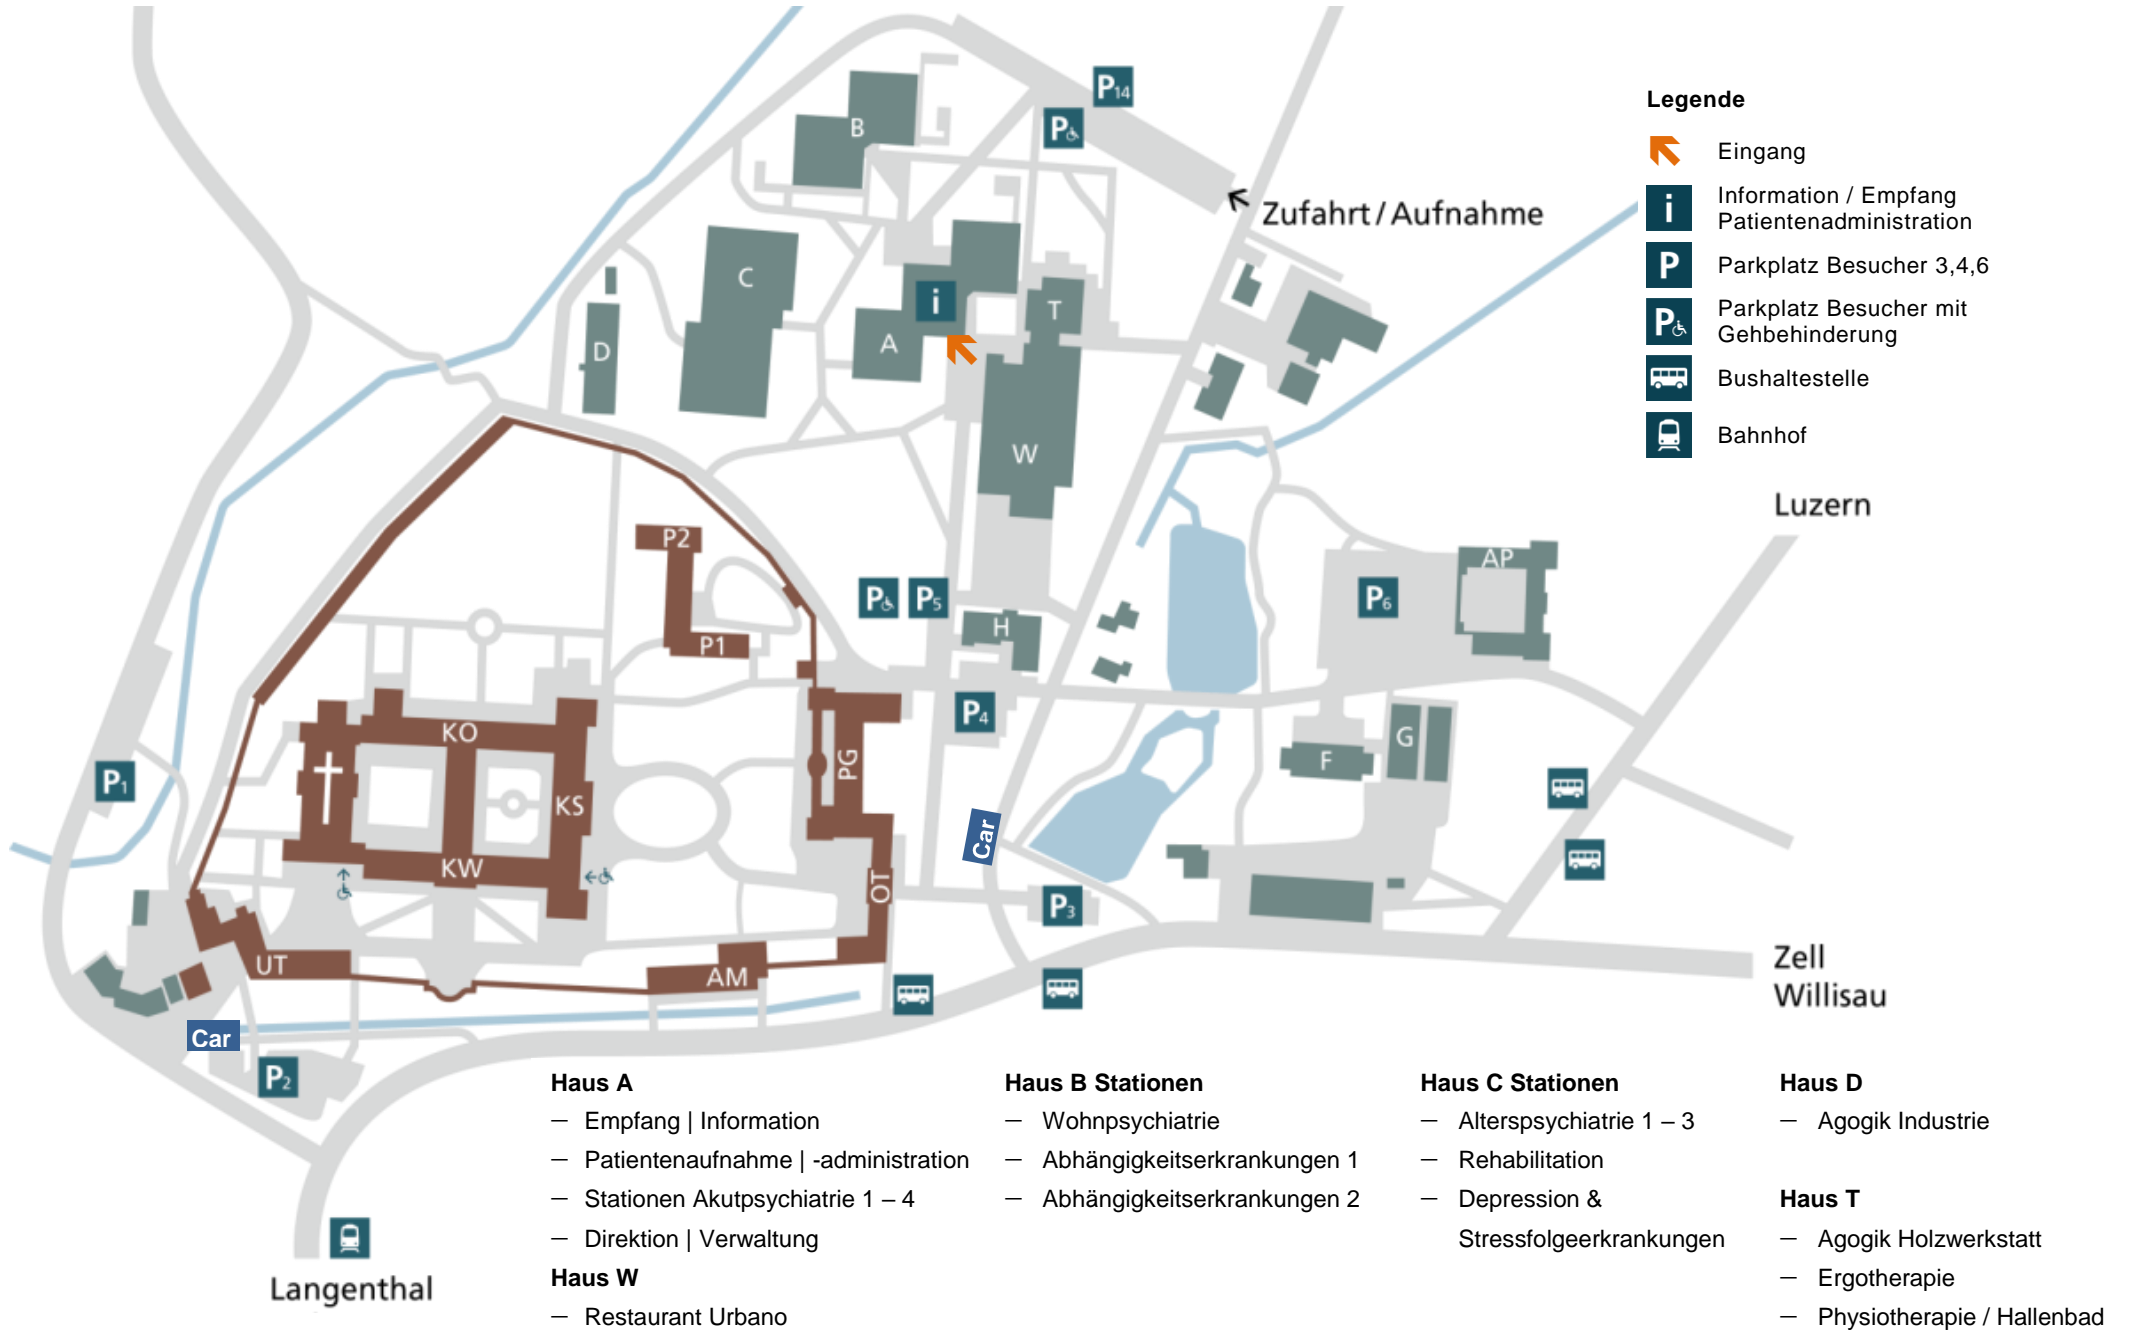 P14
P
B
Zufahrt / Aufnahme
C
i
T
D
A
W
P2
P1
P
P5
H
P6
AP
P4
KO
KS
KW
PG
OT
P1
F
G
Car
P3
UT
AM
Car
P2
Luzern
Zell
Willisau
Langenthal
Legende
Eingang
i
Information / Empfang
Patientenadministration
P
Parkplatz Besucher 3,4,6
P
Parkplatz Besucher mit
Gehbehinderung
Bushaltestelle
Bahnhof
Haus A
– Empfang | Information
– Patientenaufnahme | -administration
– Stationen Akutpsychiatrie 1 – 4
– Direktion | Verwaltung
Haus W
– Restaurant Urbano
Haus B Stationen
– Wohnpsychiatrie
– Abhängigkeitserkrankungen 1
– Abhängigkeitserkrankungen 2
Haus C Stationen
– Alterspsychiatrie 1 – 3
– Rehabilitation
– Depression &
Stressfolgeerkrankungen
Haus D
– Agogik Industrie
Haus T
– Agogik Holzwerkstatt
– Ergotherapie
– Physiotherapie / Hallenbad